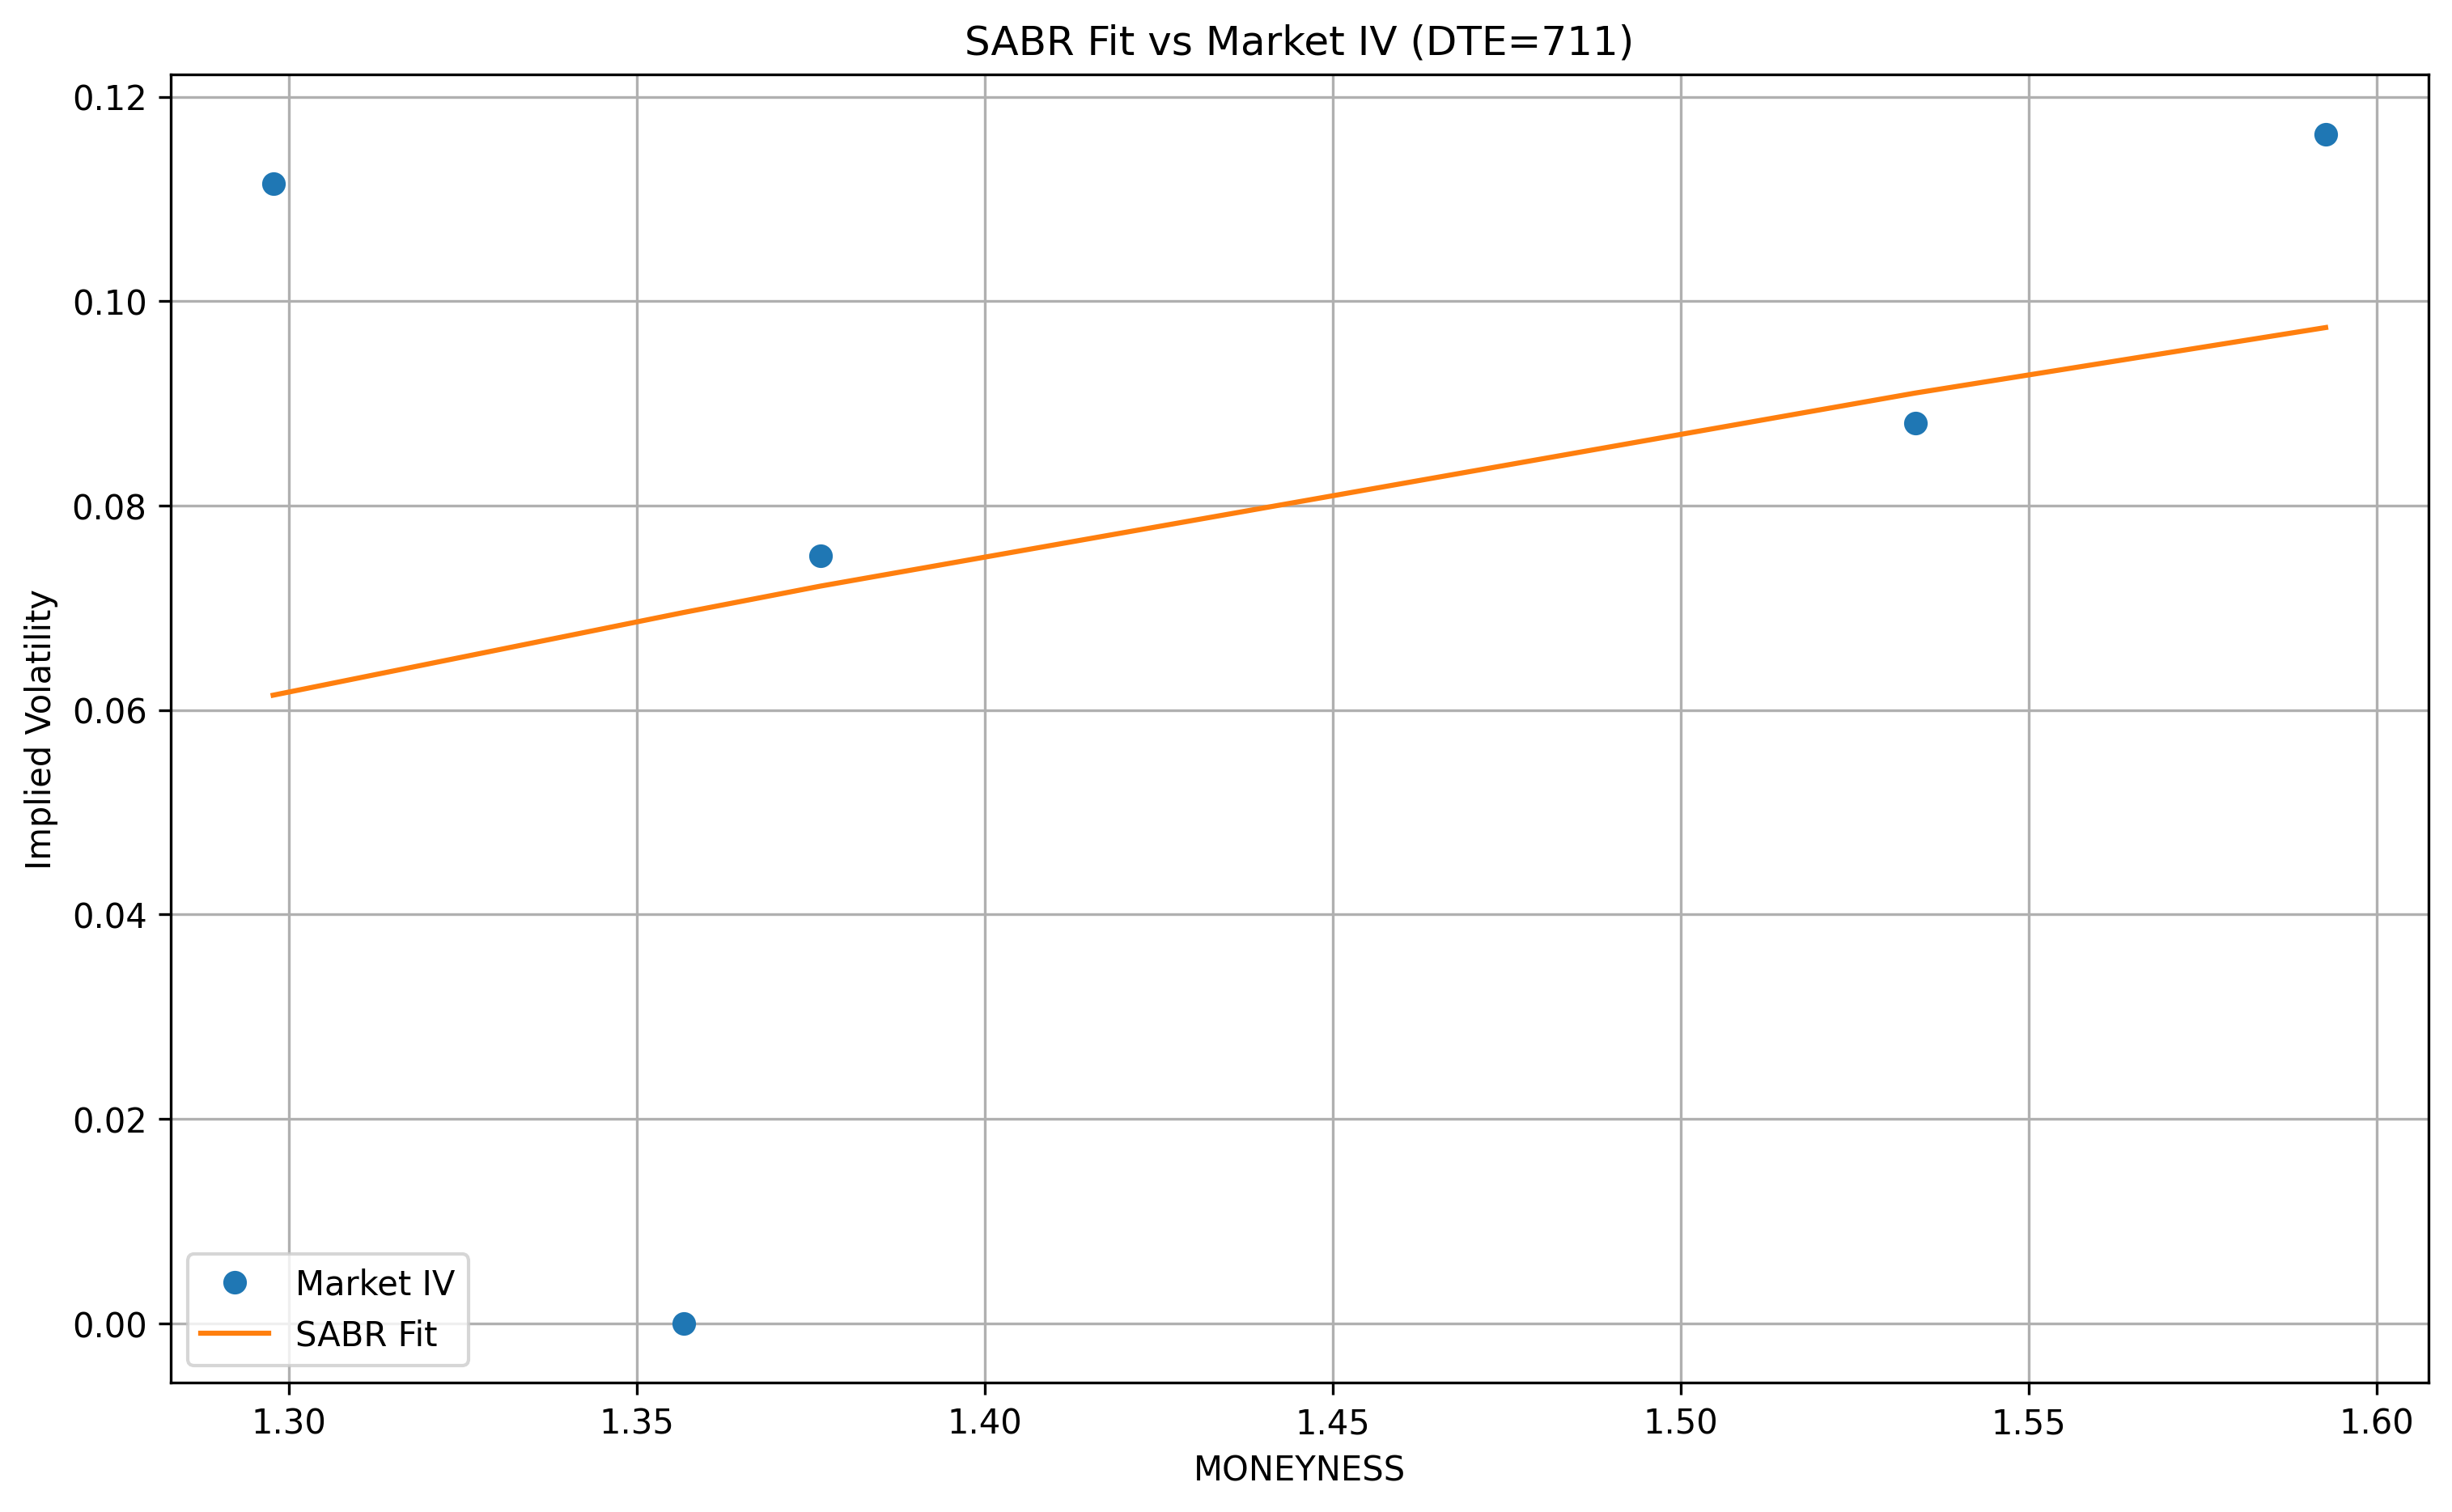 SABR Fit vs Market IV (DTE=711)
0.12
0.10
0.08
0.06
0.04
0.02
0.00
Implied Volatility
Market IV
SABR Fit
1.30 1.35 1.40 1.45 1.50 1.55 1.60
MONEYNESS